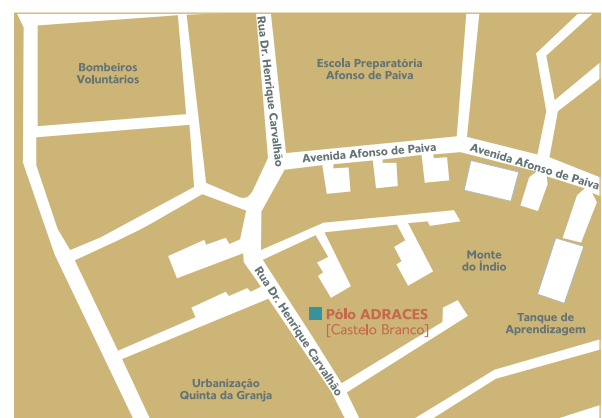 Bombeiros
Voluntários
Rua Dr. Henrique Carvalhão
Escola Preparatória
Afonso de Paiva
Avenida Afonso de Paiva
Avenida Afonso de Paiva
Monte
do Índio
Rua Dr. Henrique Carvalhão
Pólo ADRACES
[Castelo Branco]
Tanque de
Aprendizagem
Urbanização
Quinta da Granja